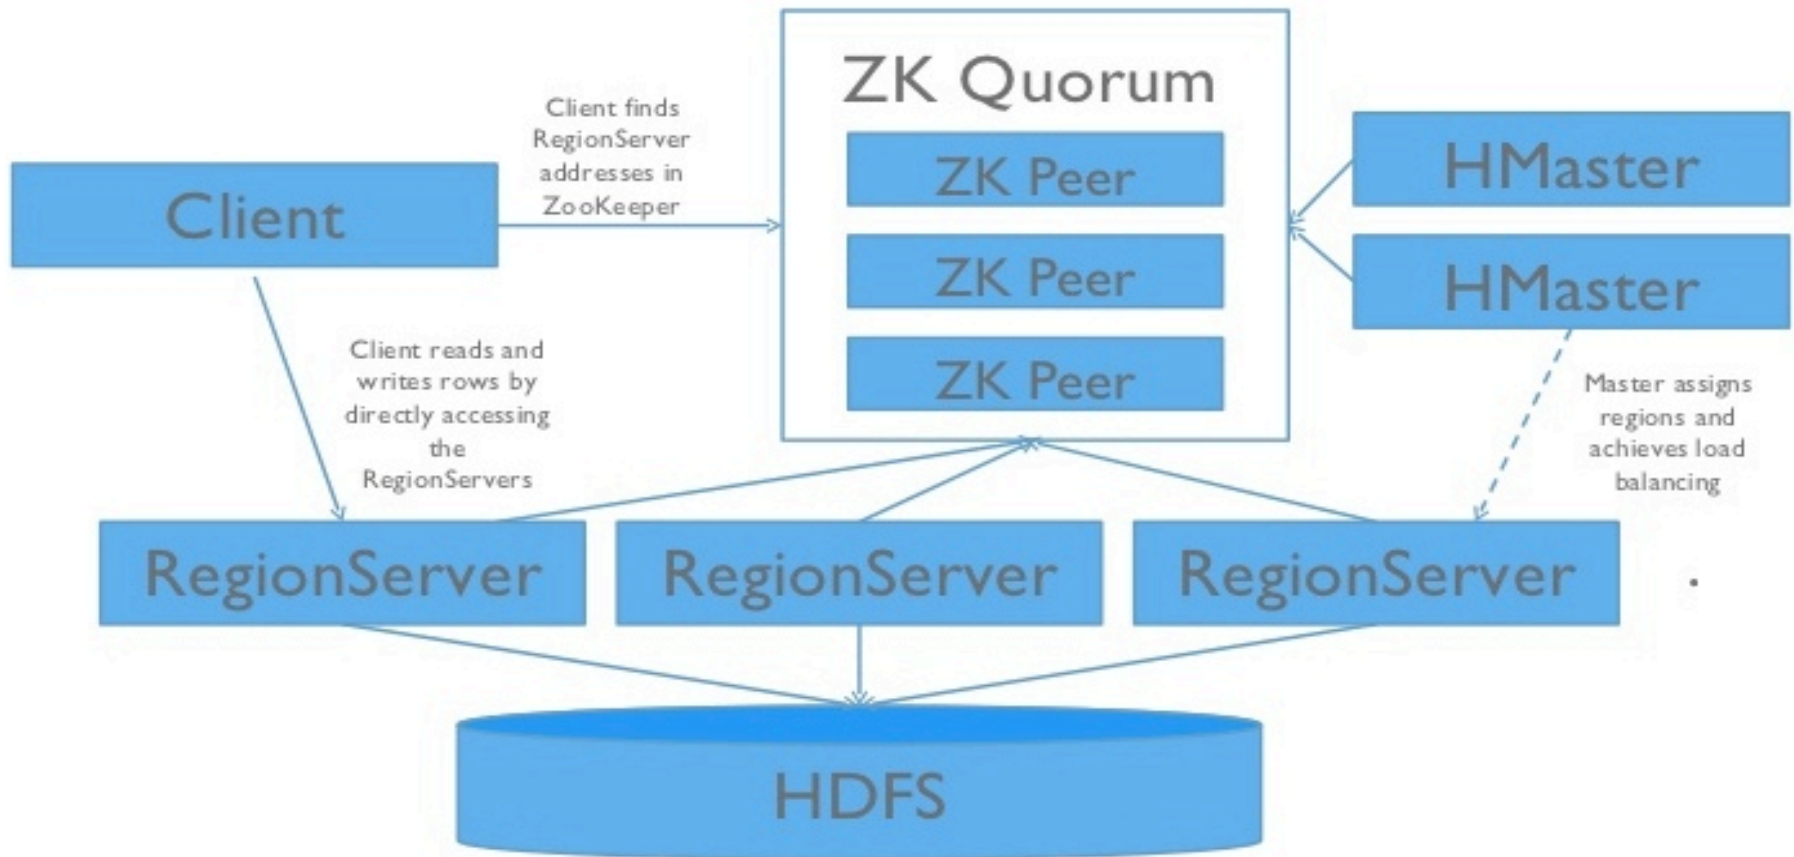 ZK Quorum
ZK Peer
ZK Peer
ZK Peer
Client finds
RegionServer
addresses in
ZooKeeper
Client
HMaster
HMaster
Client reads and
writes rows by
directly accessing
the
RegionServers
Master assigns
regions and
achieves load
balancing
RegionServer
RegionServer
RegionServer
HDFS